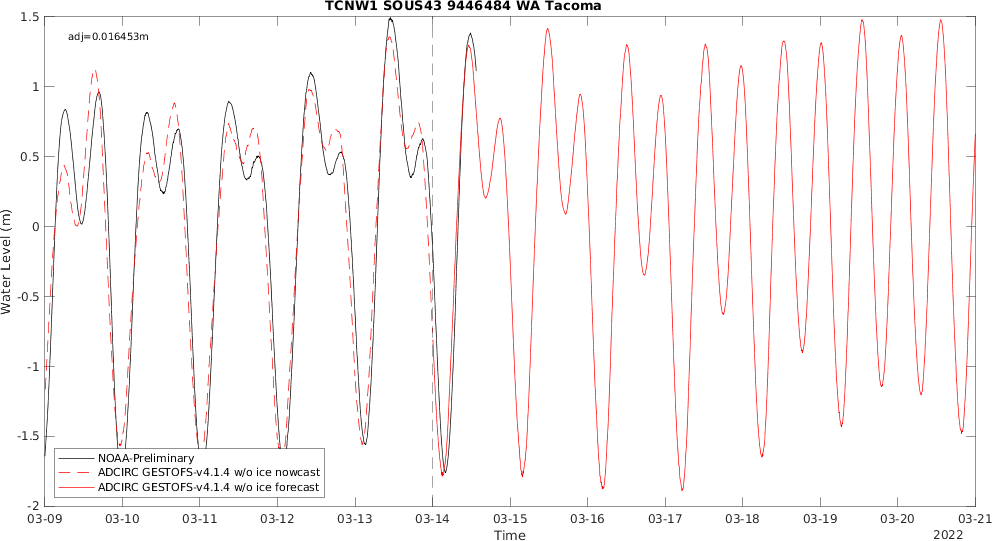 TCNW1 SOUS43 9446484 WA Tacoma
adj=0.016453m
Water Level (m)
1.5
1
0.5
0
-0.5
-1
-1.5
-2
NOAA-Preliminary
ADCIRC GESTOFS-v4.1.4 w/o ice nowcast
ADCIRC GESTOFS-v4.1.4 w/o ice forecast
03-09 03-10 03-11 03-12 03-13 03-14 03-15 03-16 03-17 03-18 03-19 03-20 03-21
Time
2022